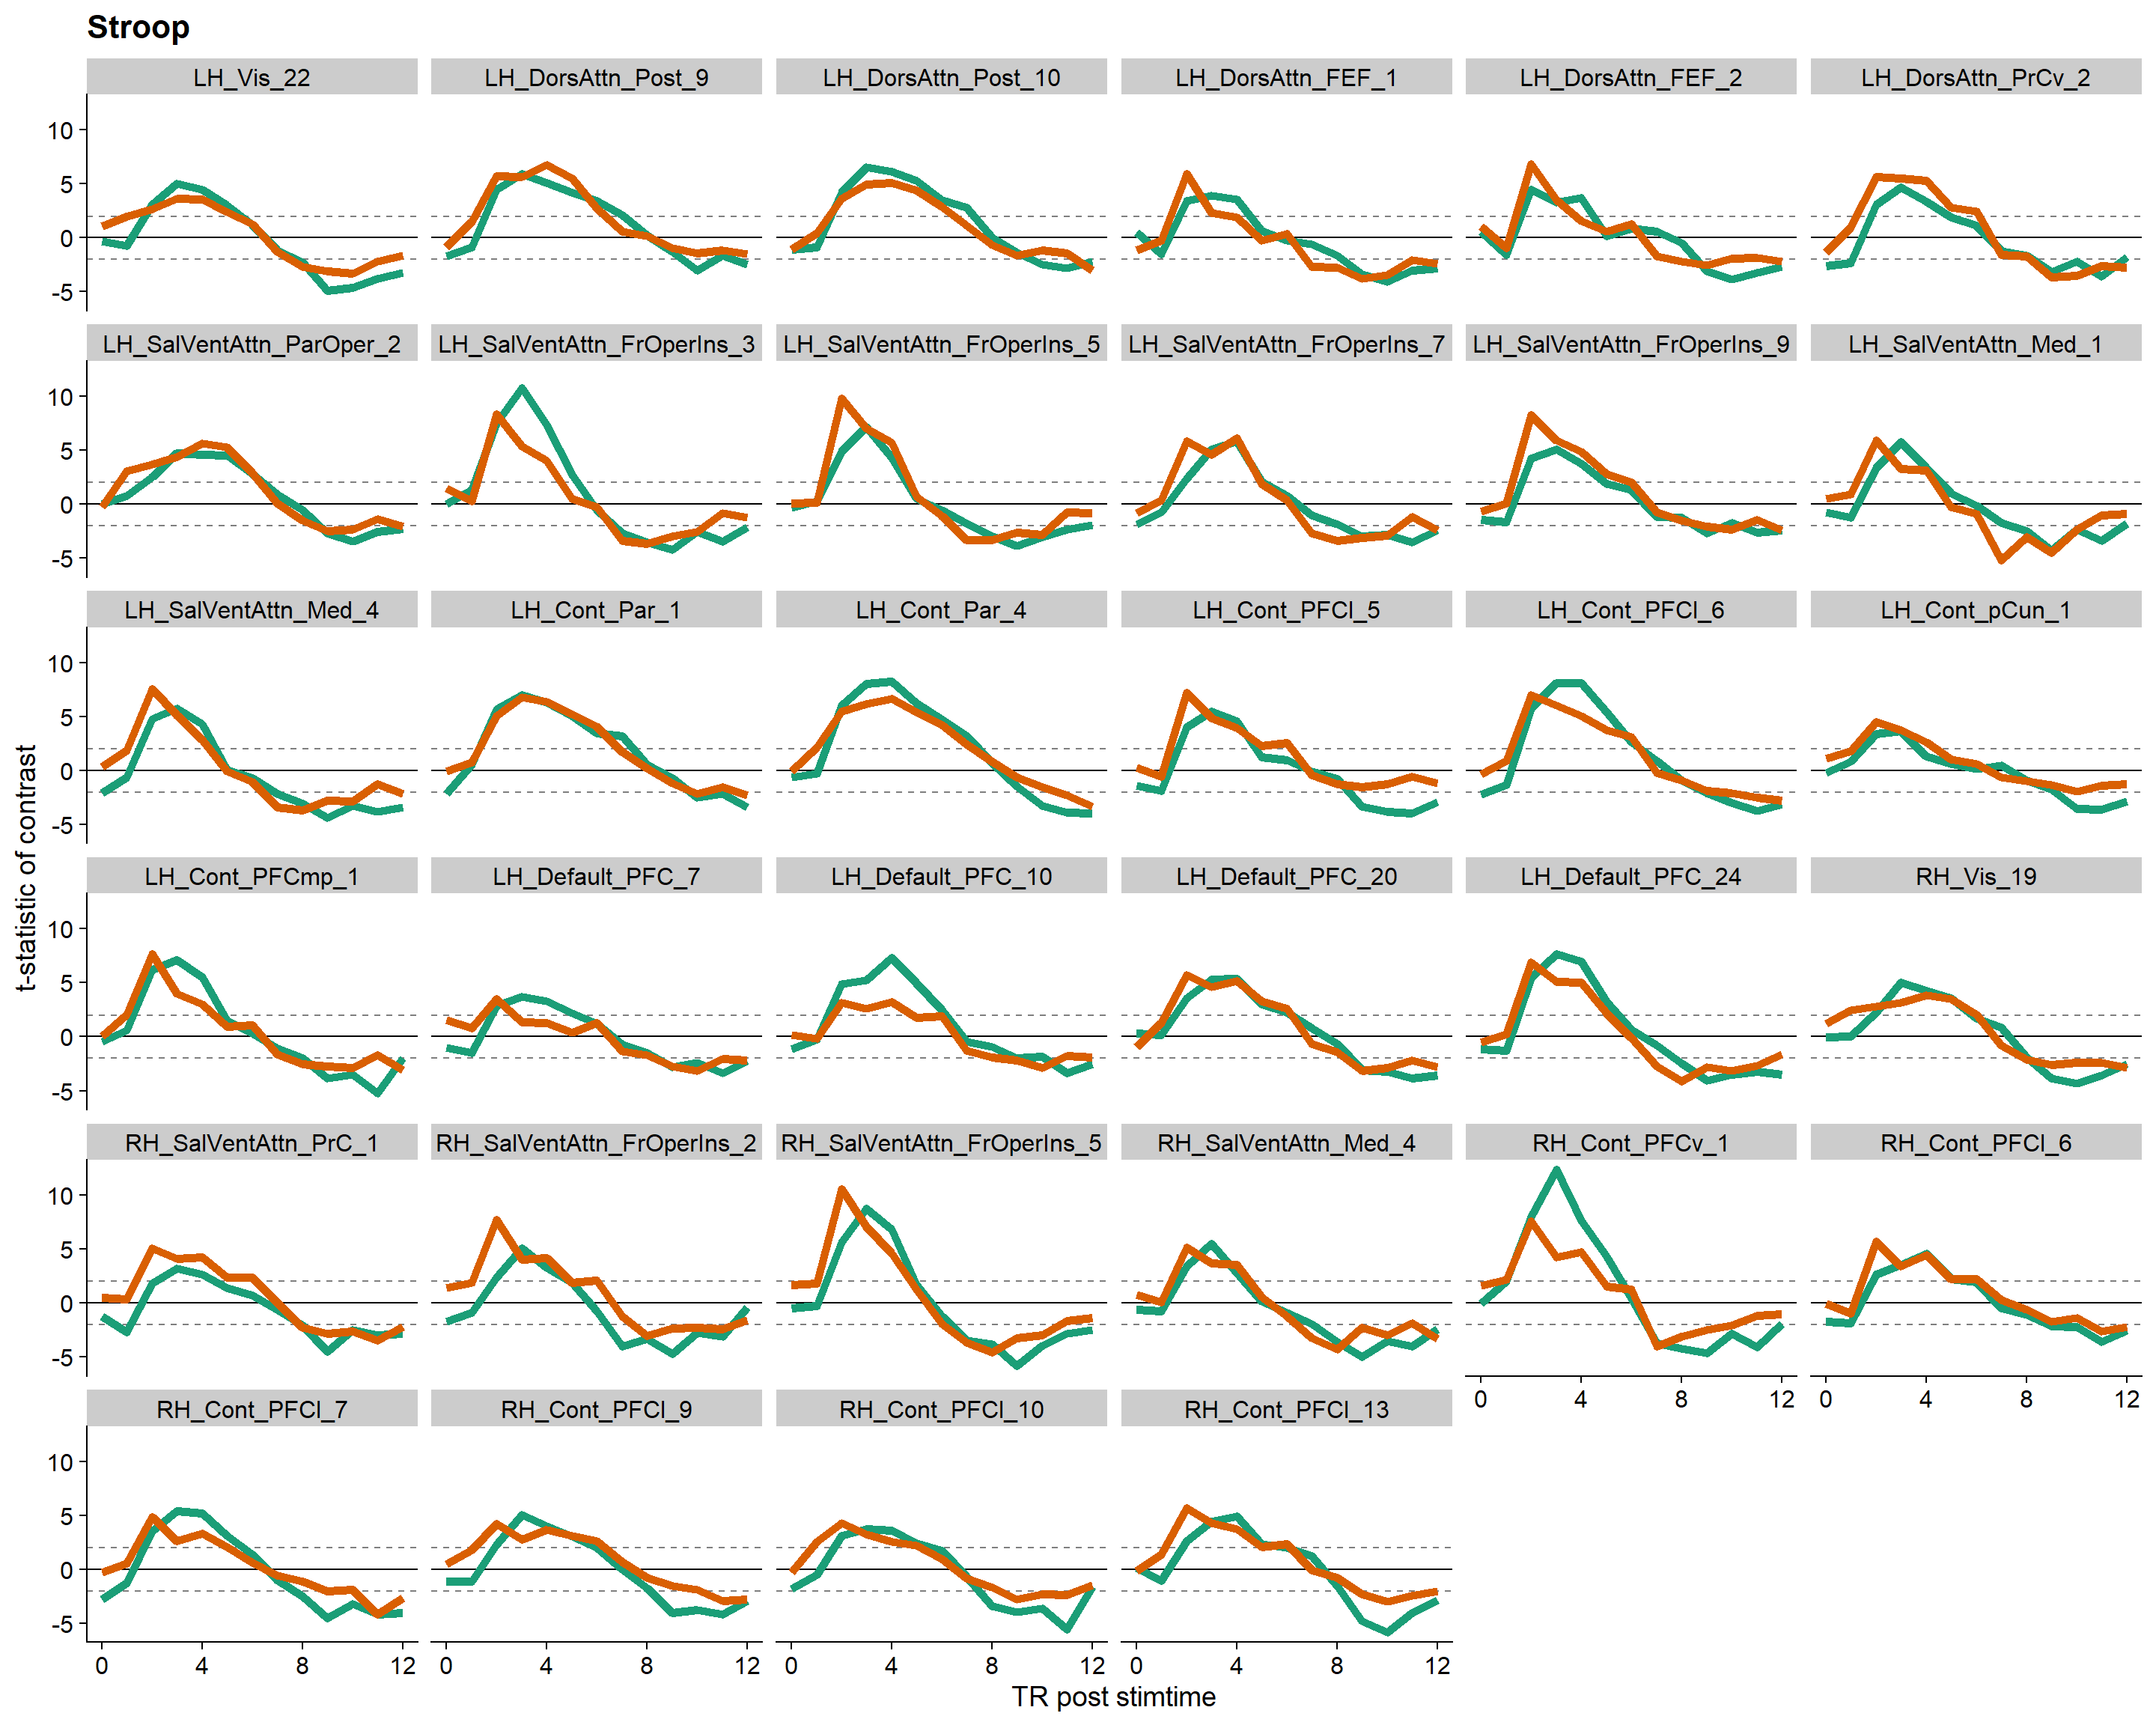 Stroop
LH_Vis_22 LH_DorsAttn_Post_9 LH_DorsAttn_Post_10 LH_DorsAttn_FEF_1 LH_DorsAttn_FEF_2 LH_DorsAttn_PrCv_2
10
5
0
-5
LH_SalVentAttn_ParOper_2 LH_SalVentAttn_FrOperIns_3 LH_SalVentAttn_FrOperIns_5 LH_SalVentAttn_FrOperIns_7 LH_SalVentAttn_FrOperIns_9 LH_SalVentAttn_Med_1
10
5
0
-5
LH_SalVentAttn_Med_4 LH_Cont_Par_1 LH_Cont_Par_4 LH_Cont_PFCl_5 LH_Cont_PFCl_6 LH_Cont_pCun_1
10
5
0
-5
t-statistic of contrast
LH_Cont_PFCmp_1 LH_Default_PFC_7 LH_Default_PFC_10 LH_Default_PFC_20 LH_Default_PFC_24 RH_Vis_19
10
5
0
-5
RH_SalVentAttn_PrC_1 RH_SalVentAttn_FrOperIns_2 RH_SalVentAttn_FrOperIns_5 RH_SalVentAttn_Med_4 RH_Cont_PFCv_1 RH_Cont_PFCl_6
10
5
0
-5
0 4 8 12 0 4 8 12
RH_Cont_PFCl_7 RH_Cont_PFCl_9 RH_Cont_PFCl_10 RH_Cont_PFCl_13
10
5
0
-5
0 4 8 12 0 4 8 12 0 4 8 12 0 4 8 12
TR post stimtime